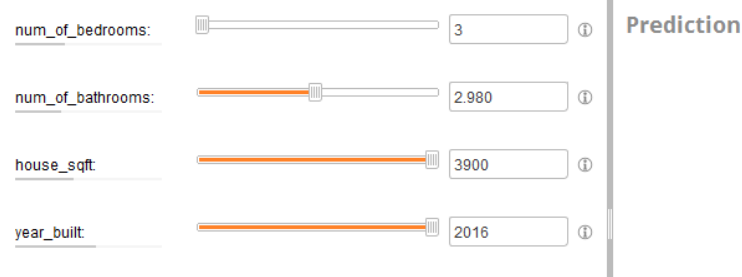 num_of_bedrooms: 3
Prediction
num_of_bathrooms: 2.980
house_sqft: 3900
year_built: 2016